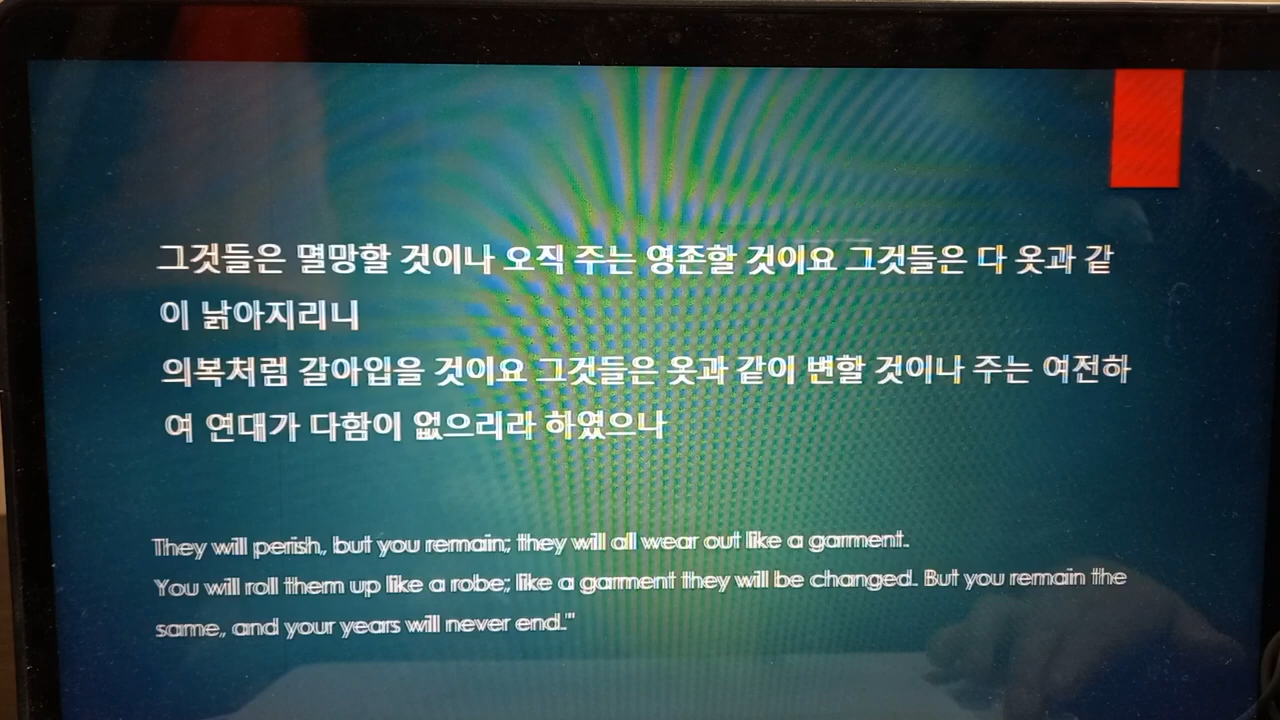 그것들은 멸망할 것이나 오직 주는 영존할 것이요 그것들은 다 옷과 같
이 낡아지리니
의복처럼 갈아입을 것이요 그것들은 옷과 같이 변할 것이나 주는 여전하
여 연대가 다함이 없으리라 하였으나
They will perish, but you remain; they will all wear out like a garment.
You will roll them up like a robe; like a garment they will be changed. But you remain the
same, and your years will never end."